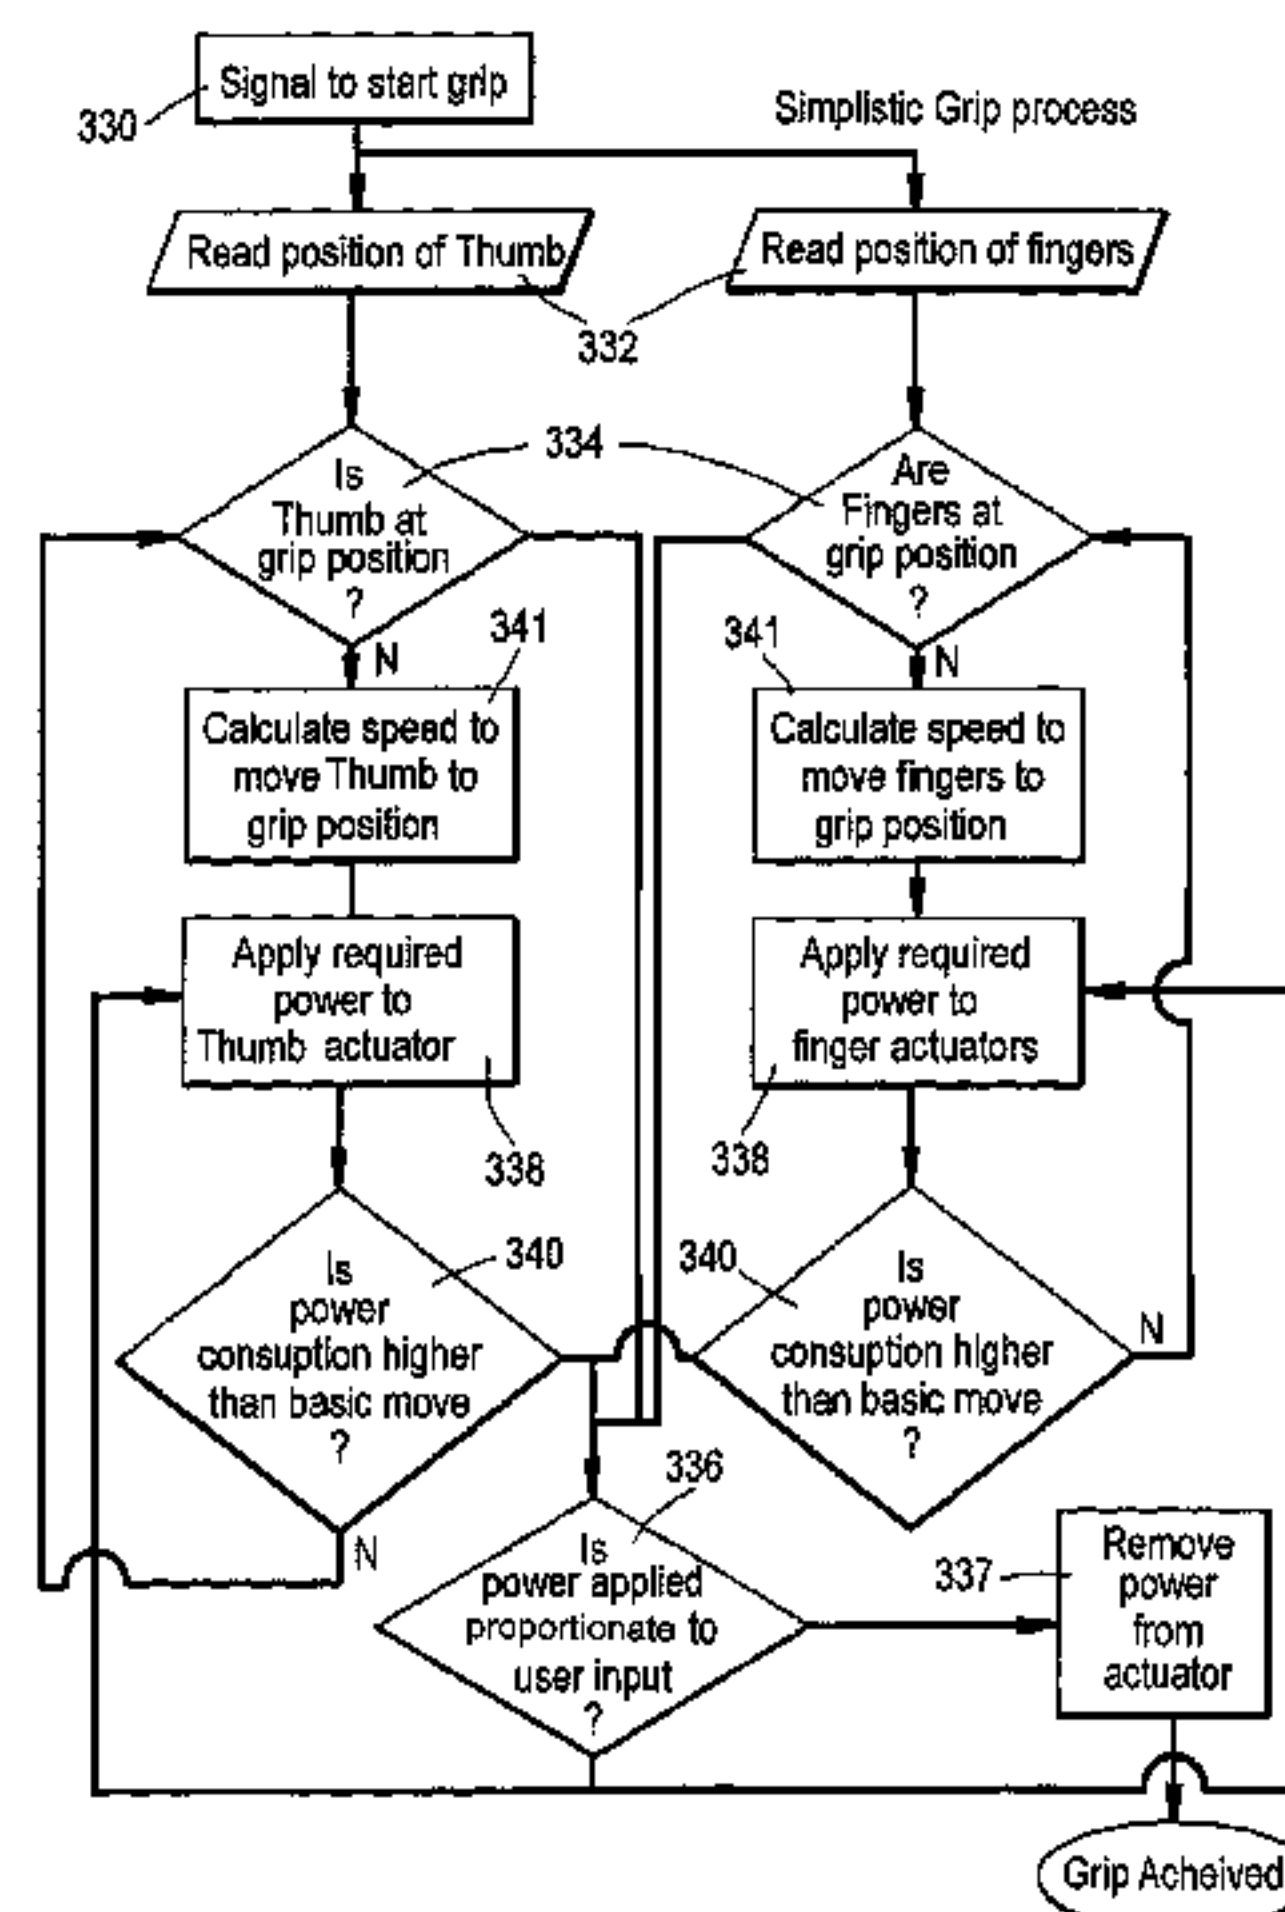 Signal to start grip
330
Simplistic Grip process
Read position of Thumb
Read position of fingers
332
334
Is
Thumb at
grip position
?
Are
Fingers at
grip position
?
341
N
341
N
Calculate speed to
move Thumb to
grip position
Calculate speed to
move fingers to
grip position
Apply required
power to
Thumb actuator
Apply required
power to
finger actuators
338
338
340
Is
power
consuption higher
than basic move
?
340
Is
power
consuption higher
than basic move
?
N
N
336
Is
power applied
proportionate to
user input
?
337
Remove
power
from
actuator
Grip Acheived